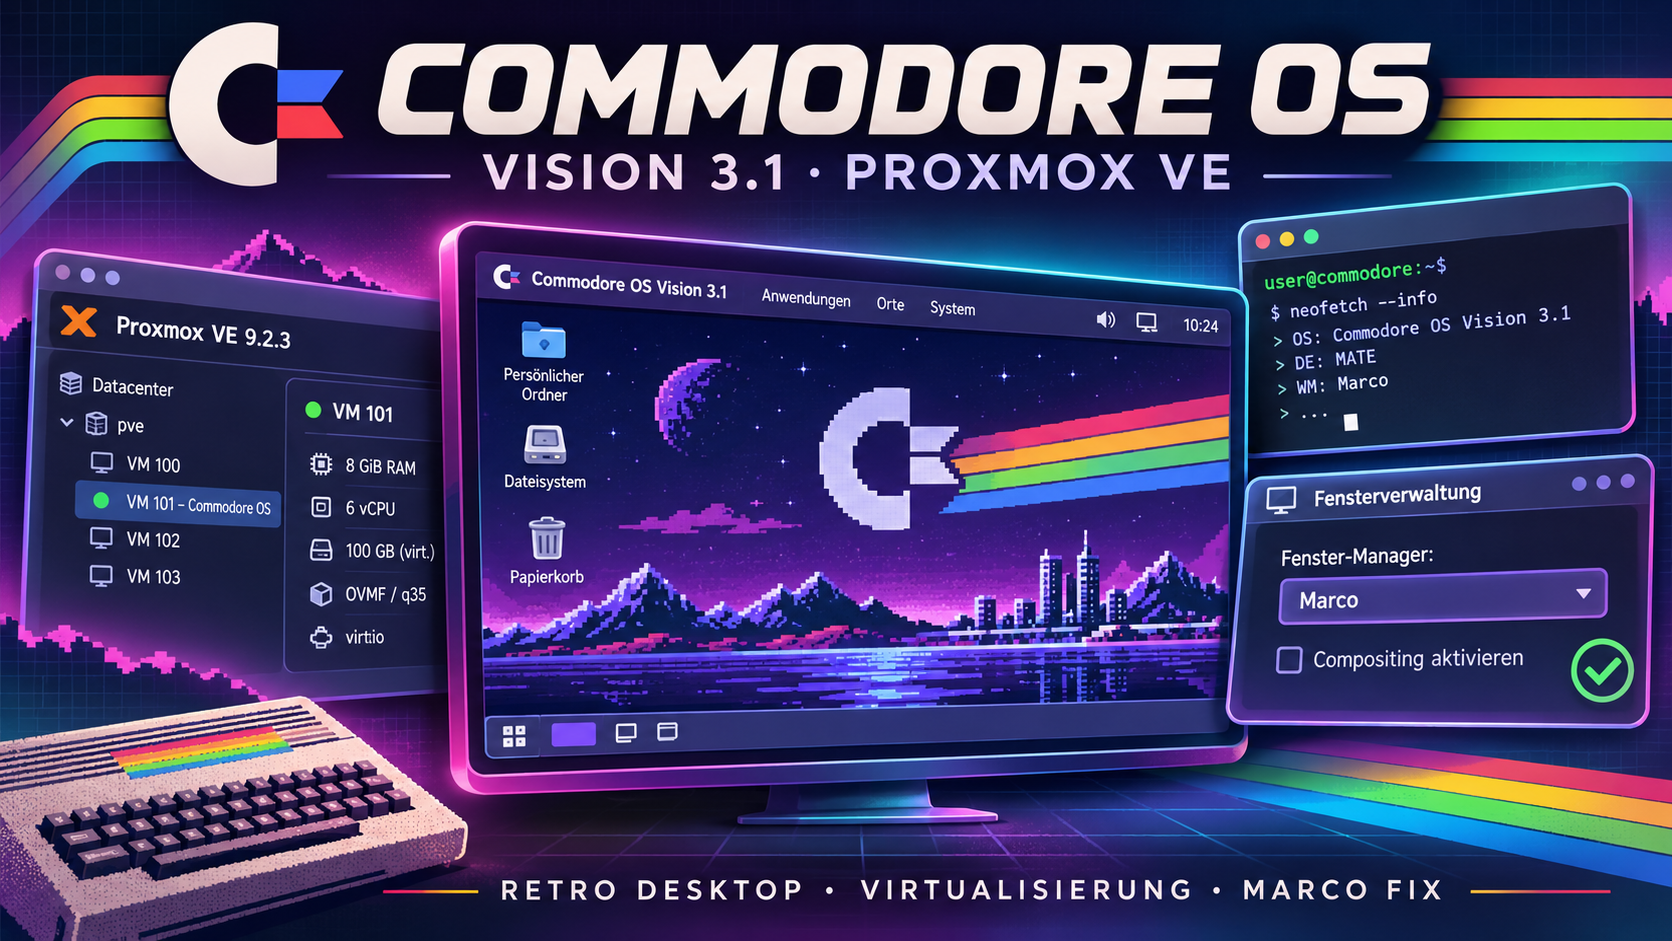 COMMODORE OS
VISION 3.1 · PROXMOX VE
Proxmox VE 9.2.3
Datacenter
pve
VM 100
VM 101 – Commodore OS
VM 102
VM 103
VM 101
8 GiB RAM
6 vCPU
100 GB (virt.)
OVMF / q35
virtio
Commodore OS Vision 3.1
Anwendungen
Orte
System
10:24
Persönlicher
Ordner
Dateisystem
Papierkorb
user@commodore:~$
$ neofetch --info
> OS: Commodore OS Vision 3.1
> DE: MATE
> WM: Marco
> ...
Fensterverwaltung
Fenster-Manager:
Marco
Compositing aktivieren
RETRO DESKTOP · VIRTUALISIERUNG · MARCO FIX